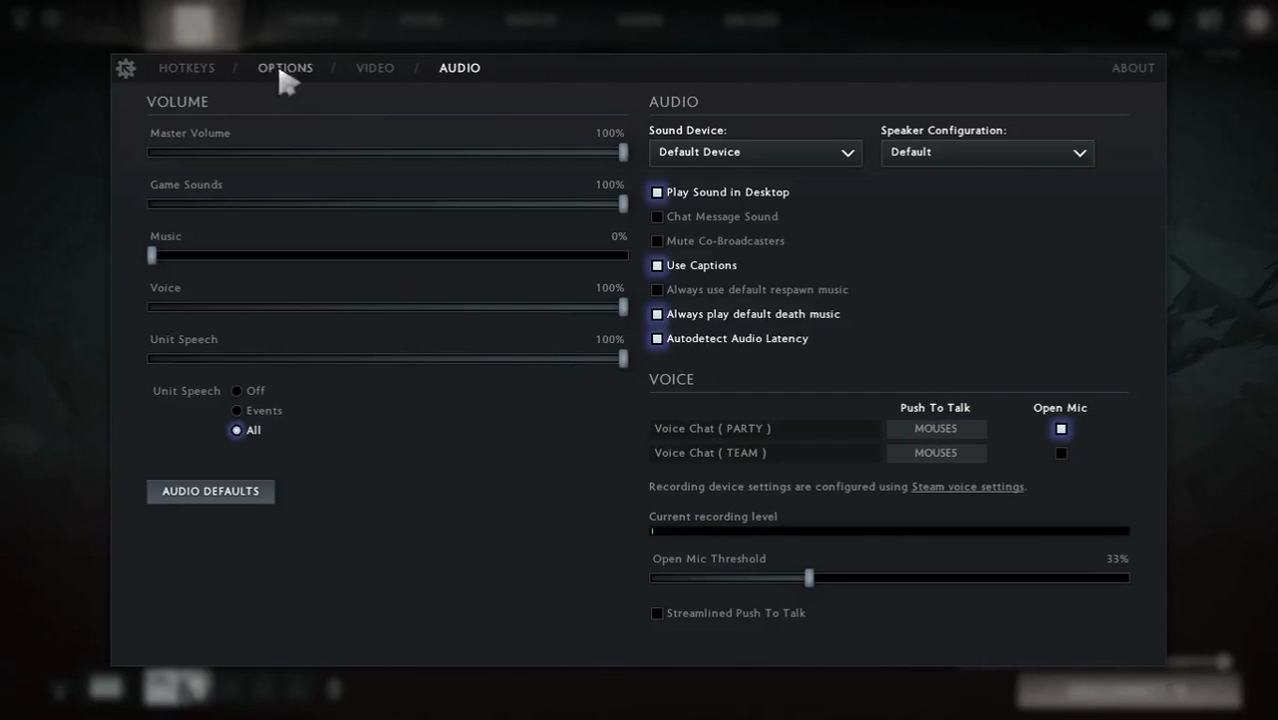 HOTKEYS / OPTIONS / VIDEO / AUDIO ABOUT
VOLUME
Master Volume 100%
Game Sounds 100%
Music 0%
Voice 100%
Unit Speech 100%
Unit Speech Off
Events
All
AUDIO DEFAULTS
AUDIO
Sound Device: Speaker Configuration:
Default Device Default
Play Sound in Desktop
Chat Message Sound
Mute Co-Broadcasters
Use Captions
Always use default respawn music
Always play default death music
Autodetect Audio Latency
VOICE
Push To Talk Open Mic
Voice Chat ( PARTY ) MOUSE5
Voice Chat ( TEAM ) MOUSE5
Recording device settings are configured using Steam voice settings.
Current recording level
Open Mic Threshold 33%
Streamlined Push To Talk